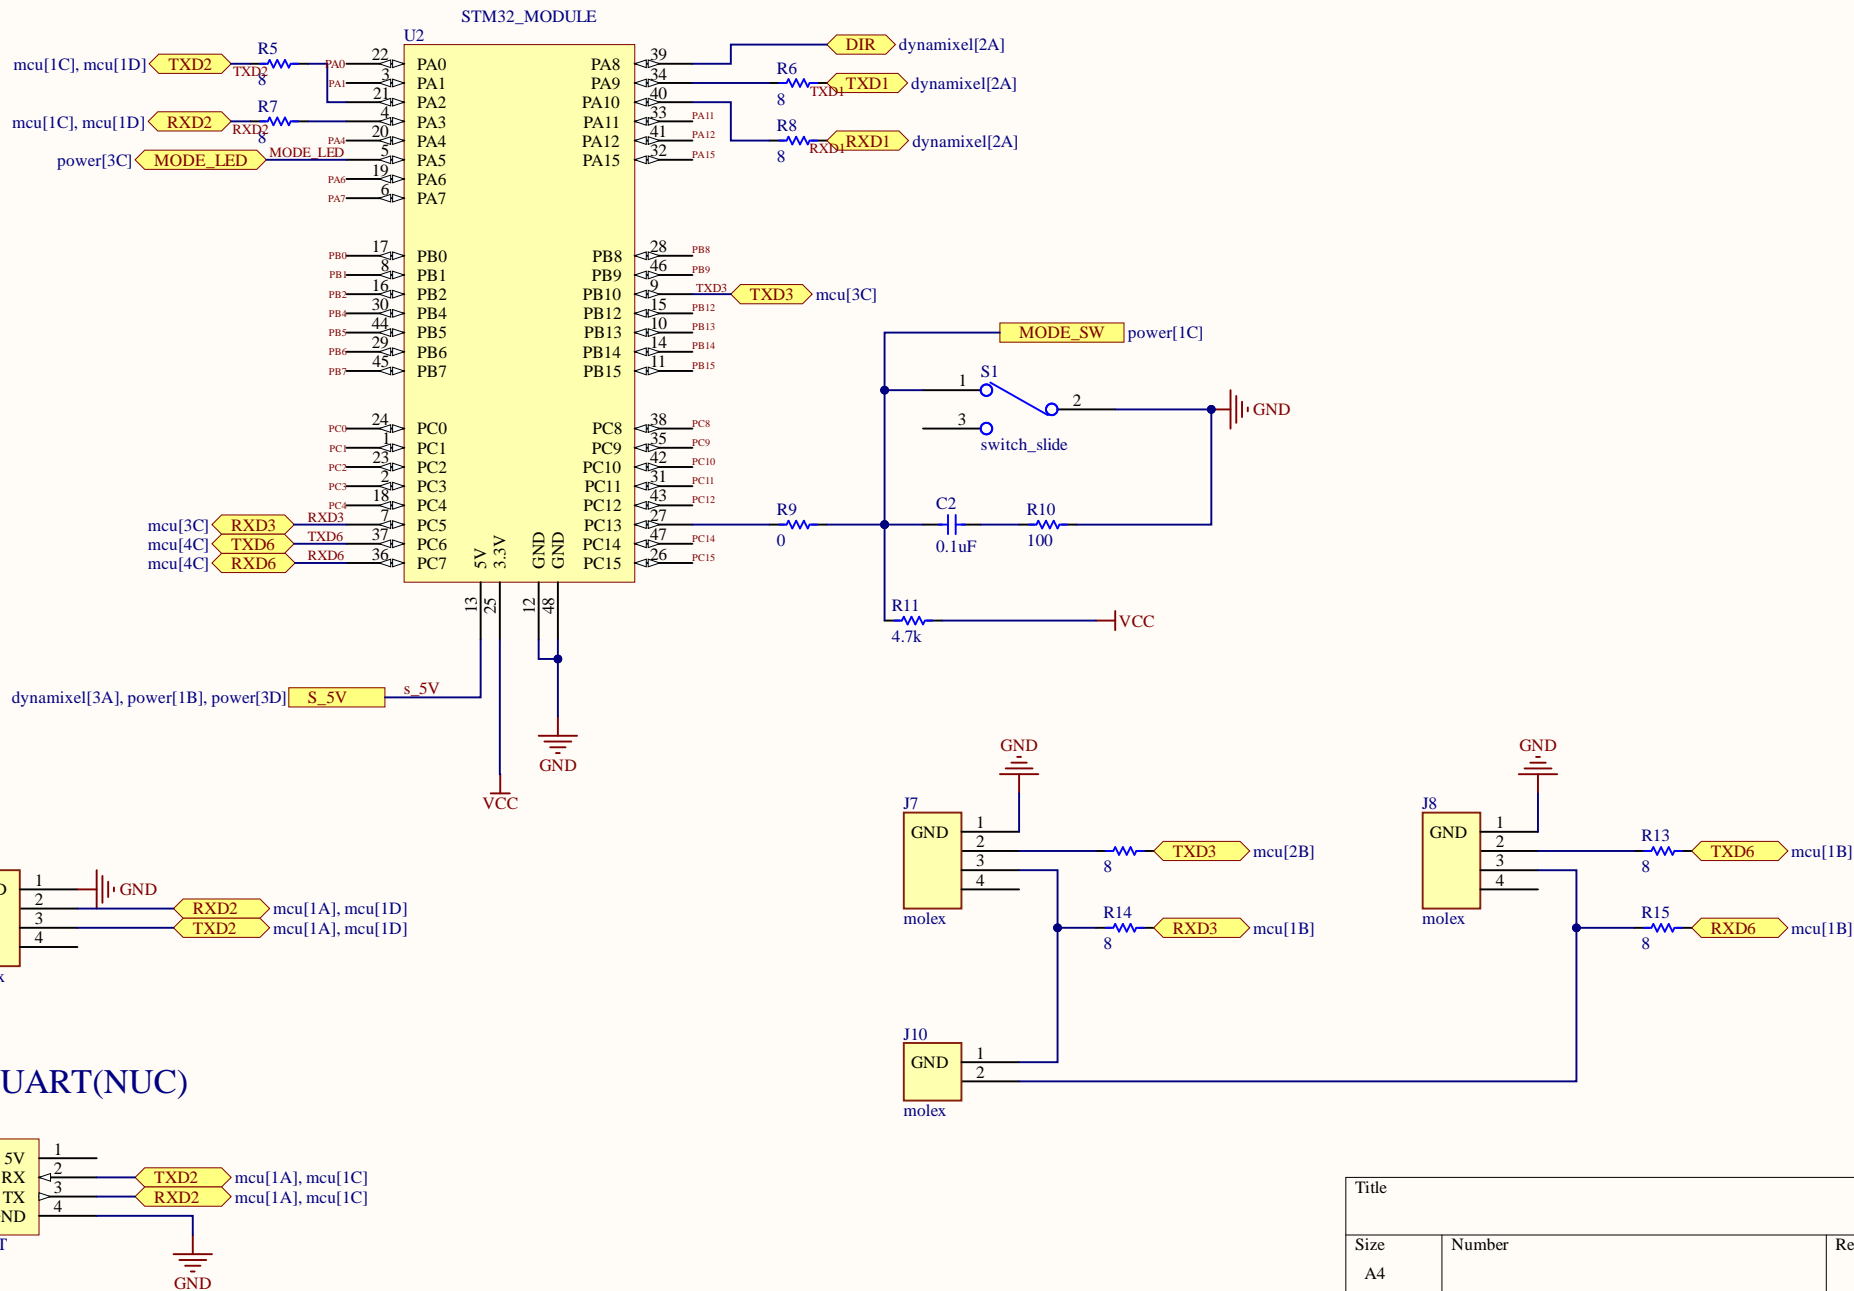 STM32_MODULE
U2
mcu[1C], mcu[1D] TXD2 TXD2 R5 8 PA0 22 PA0
PA1 3 PA1
21 PA2
mcu[1C], mcu[1D] RXD2 RXD2 R7 8 4 PA3
PA4 20 PA4
power[3C] MODE_LED MODE_LED 5 PA5
PA6 19 PA6
PA7 6 PA7
PA8 39 DIR dynamixel[2A]
PA9 34 R6 8 TXD1 TXD1 dynamixel[2A]
PA10 40 R8 8 RXD1 RXD1 dynamixel[2A]
PA11 33 PA11
PA12 41 PA12
PA15 32 PA15
PB0 17 PB0
PB1 8 PB1
PB2 16 PB2
PB4 30 PB4
PB5 44 PB5
PB6 29 PB6
PB7 45 PB7
PB8 28 PB8
PB9 46 PB9
PB10 9 TXD3 TXD3 mcu[3C]
PB12 15 PB12
PB13 10 PB13
PB14 14 PB14
PB15 11 PB15
PC0 24 PC0
PC1 1 PC1
PC2 23 PC2
PC3 2 PC3
PC4 18 PC4
mcu[3C] RXD3 RXD3 7 PC5
mcu[4C] TXD6 TXD6 37 PC6
mcu[4C] RXD6 RXD6 36 PC7
PC8 38 PC8
PC9 35 PC9
PC10 42 PC10
PC11 31 PC11
PC12 43 PC12
PC13 27
PC14 47 PC14
PC15 26 PC15
5V 3.3V GND GND
13 25 12 48
MODE_SW power[1C]
S1
1 2 GND
3
switch_slide
R9 C2 R10
0 0.1uF 100
R11 VCC
4.7k
dynamixel[3A], power[1B], power[3D] S_5V s_5V
GND
VCC
GND
J7
GND 1
2 8 TXD3 mcu[2B]
3
4
molex
R14
8 RXD3 mcu[1B]
GND
J8
GND 1
2 R13 8 TXD6 mcu[1B]
3
4
molex
R15
8 RXD6 mcu[1B]
1 GND
2 RXD2 mcu[1A], mcu[1D]
3 TXD2 mcu[1A], mcu[1D]
4
J10
GND 1
2
molex
UART(NUC)
5V 1
RX 2 TXD2 mcu[1A], mcu[1C]
TX 3 RXD2 mcu[1A], mcu[1C]
4
GND
Title
Size Number
A4